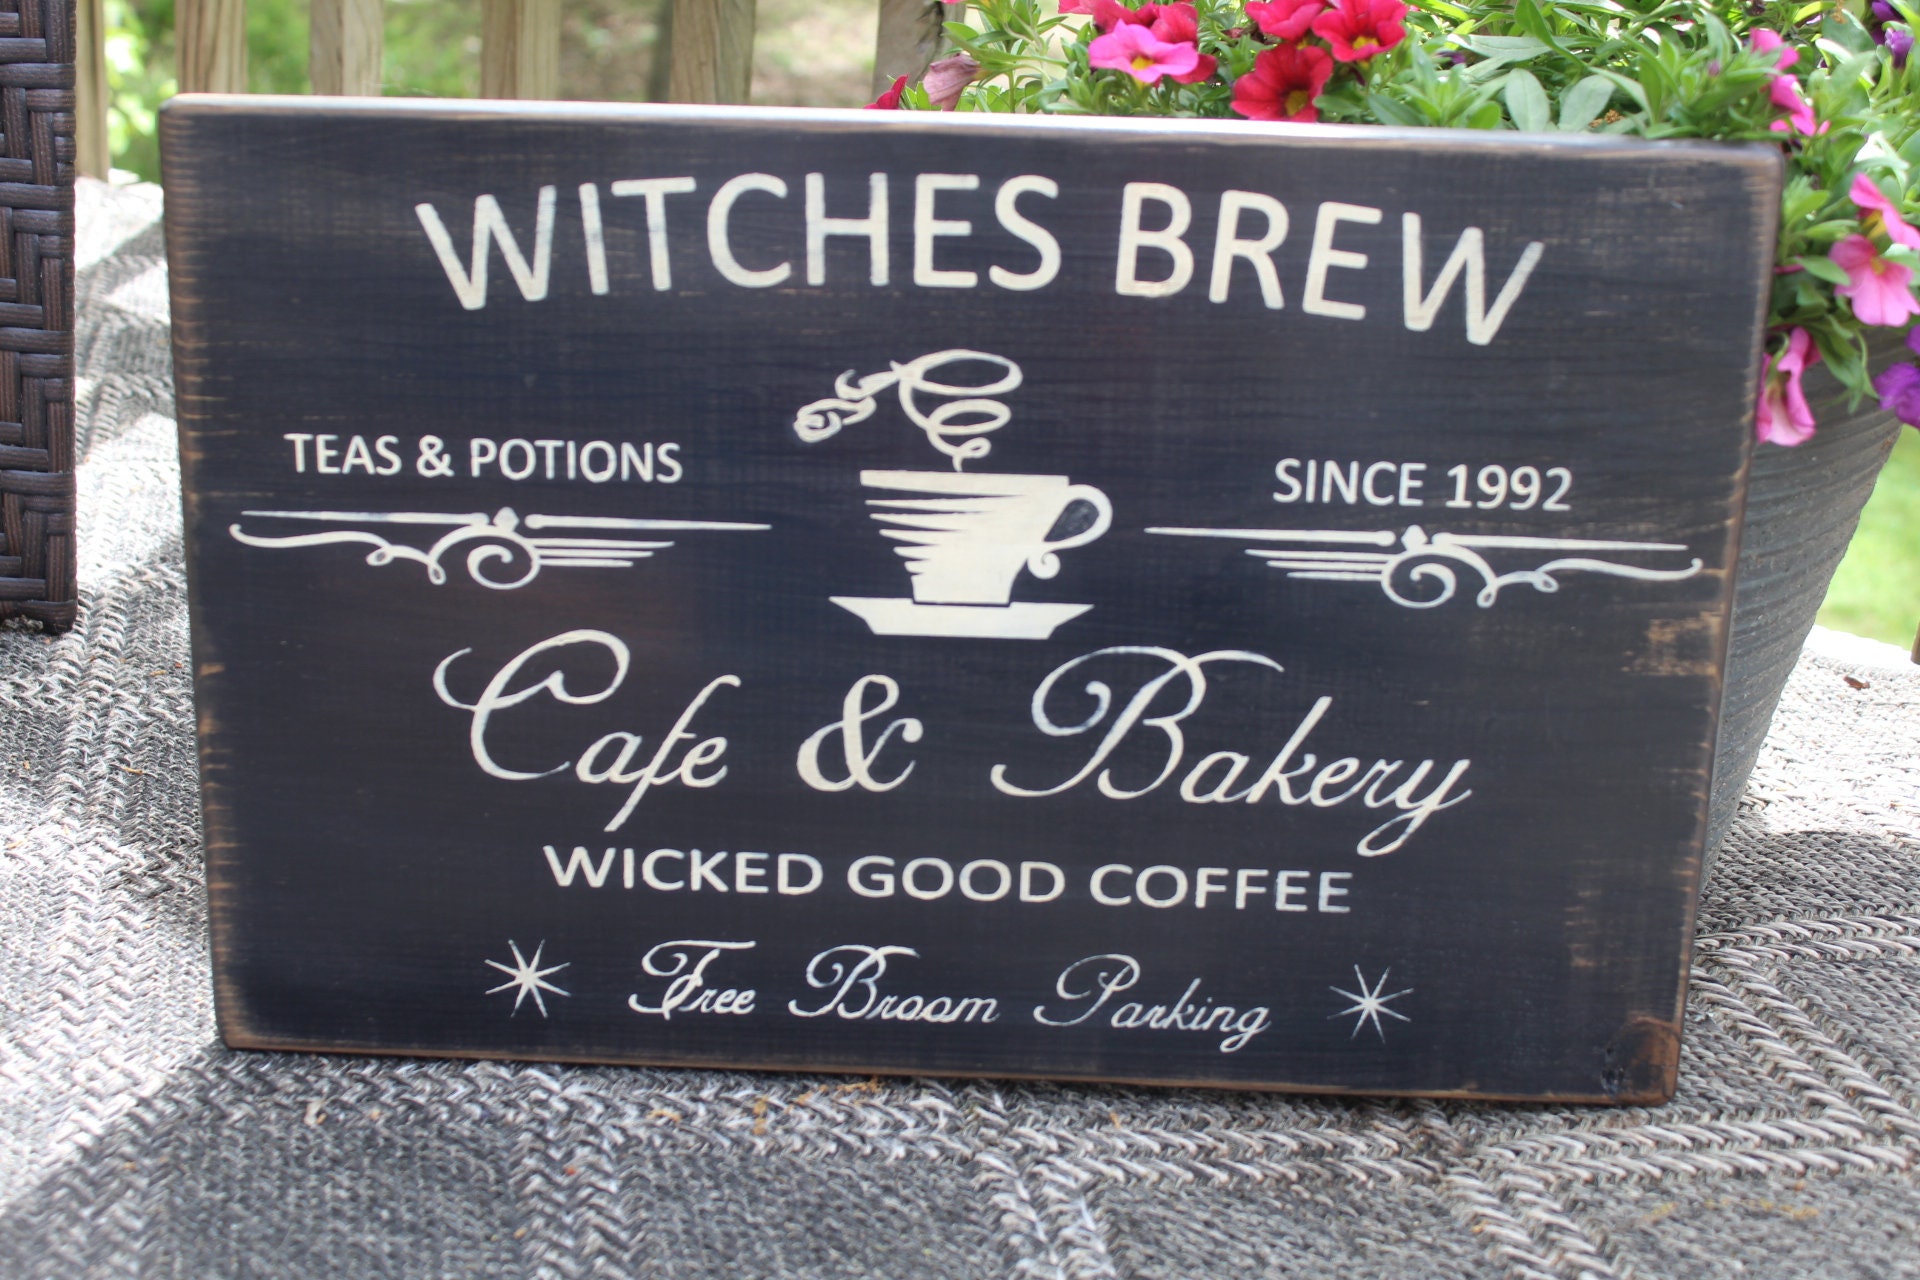 WITCHES BREW
TEAS & POTIONS
SINCE 1992
Cafe & Bakery
WICKED GOOD COFFEE
Free Broom Parking